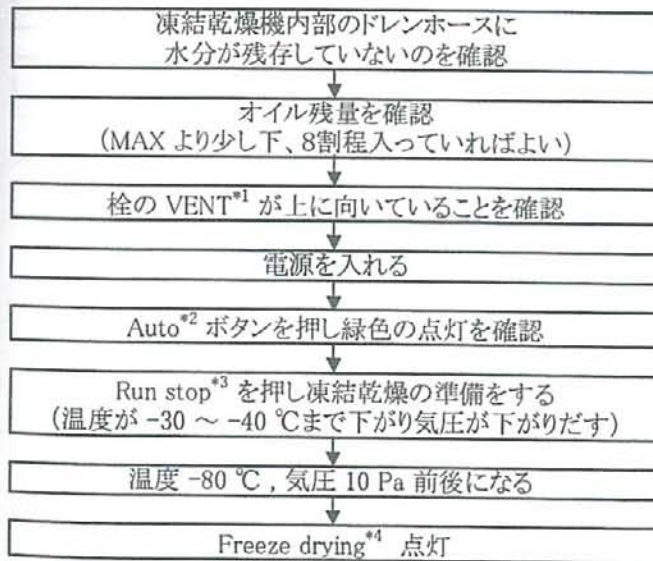 凍結乾燥機内部のドレンホースに
水分が残存していないのを確認
オイル残量を確認
(MAX より少し下、8割程入っていればよい)
栓の VENT*1 が上に向いていることを確認
電源を入れる
Auto*2 ボタンを押し緑色の点灯を確認
Run stop*3 を押し凍結乾燥の準備をする
(温度が -30 ～ -40 ℃まで下がり気圧が下がりだす)
温度 -80 ℃ , 気圧 10 Pa 前後になる
Freeze drying*4 点灯